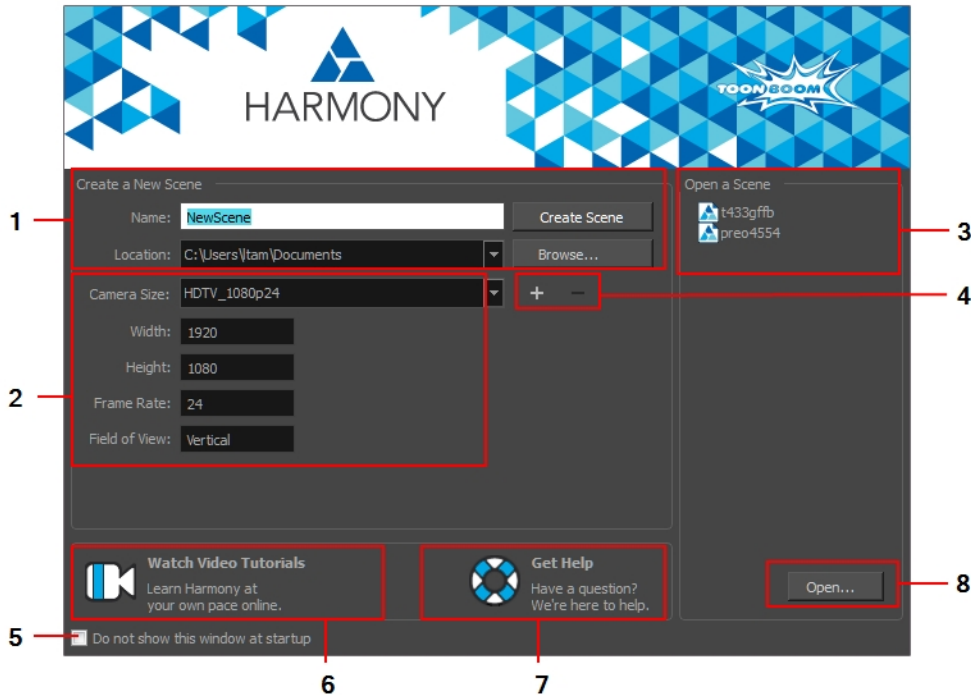 HARMONY
TOON BOOM
Create a New Scene
Name: NewScene Create Scene
Location: C:\Users\ltam\Documents Browse...
Camera Size: HDTV_1080p24 + −
Width: 1920
Height: 1080
Frame Rate: 24
Field of View: Vertical
Open a Scene
t433gffb
preo4554
Watch Video Tutorials
Learn Harmony at
your own pace online.
Get Help
Have a question?
We're here to help.
Open...
Do not show this window at startup
1
2
3
4
5
6
7
8